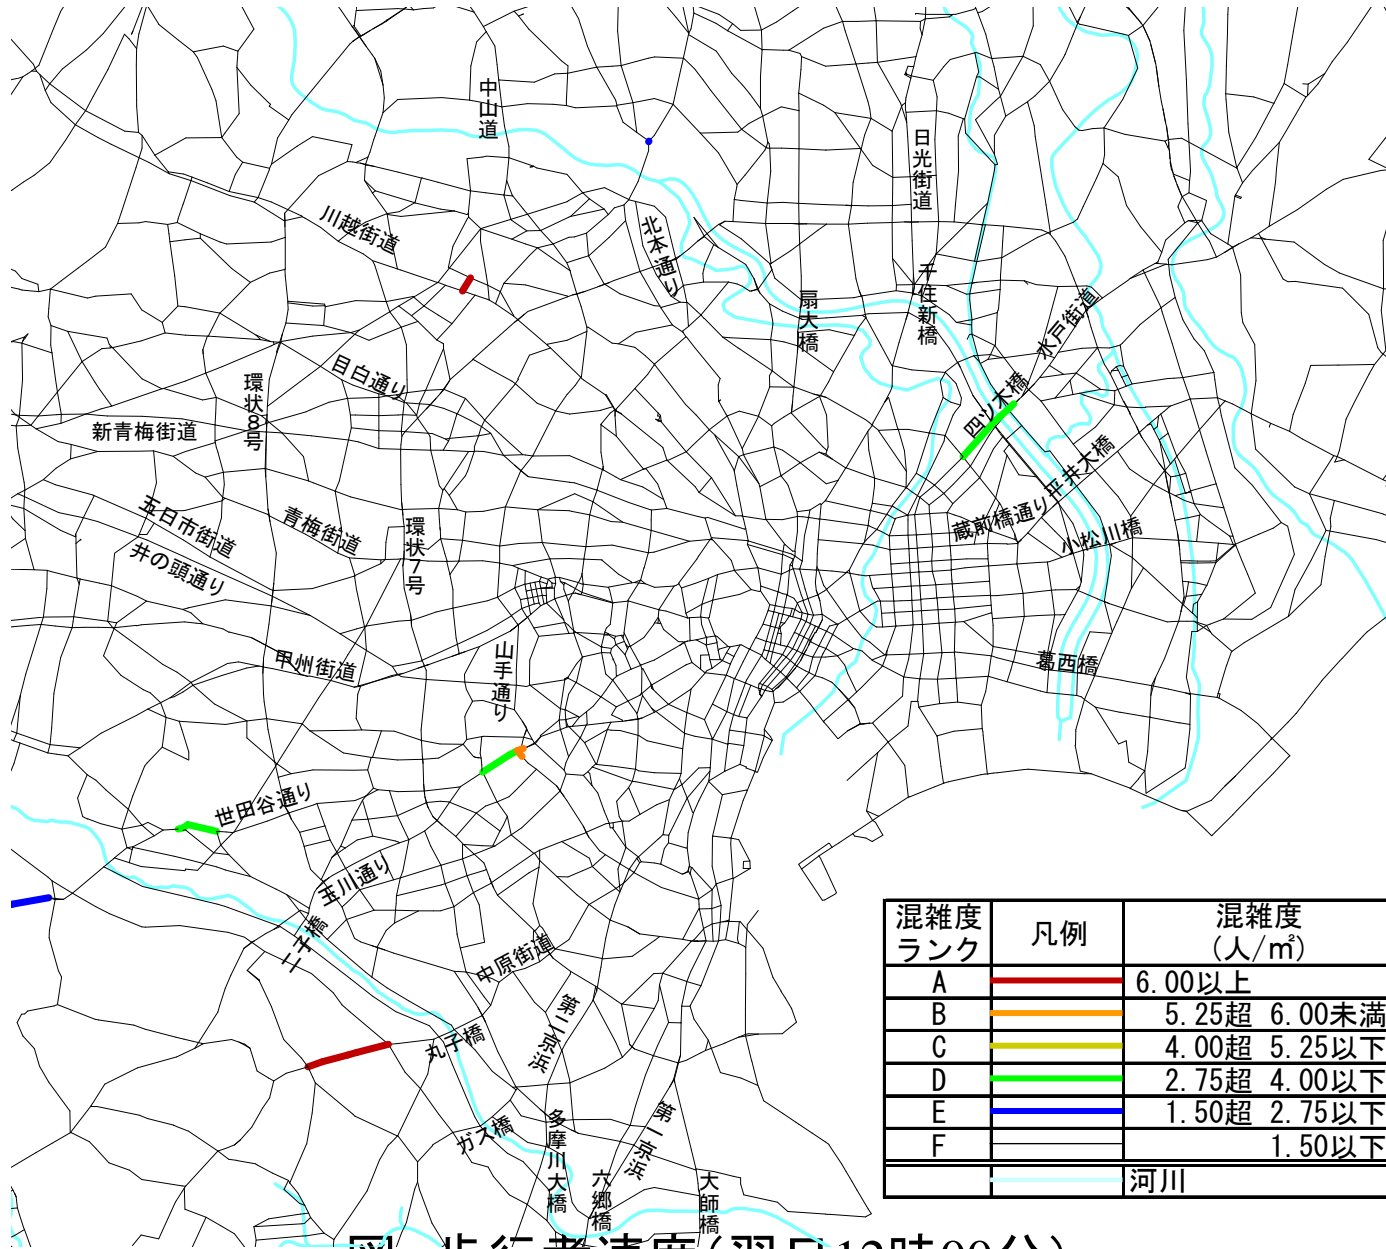 中山道
日光街道
川越街道
北本通り
扇大橋
千住新橋
水戸街道
目白通り
環状8号
四ツ木橋
新青梅街道
平井大橋
五日市街道
青梅街道
環状7号
蔵前橋通り
小松川橋
井の頭通り
甲州街道
山手通り
葛西橋
世田谷通り
玉川通り
二子橋
中原街道
第二京浜
丸子橋
ガス橋
多摩川大橋
第一京浜
六郷橋
大師橋
混雑度ランク 凡例 混雑度(人/㎡)
A 6.00以上
B 5.25超 6.00未満
C 4.00超 5.25以下
D 2.75超 4.00以下
E 1.50超 2.75以下
F 1.50以下
河川